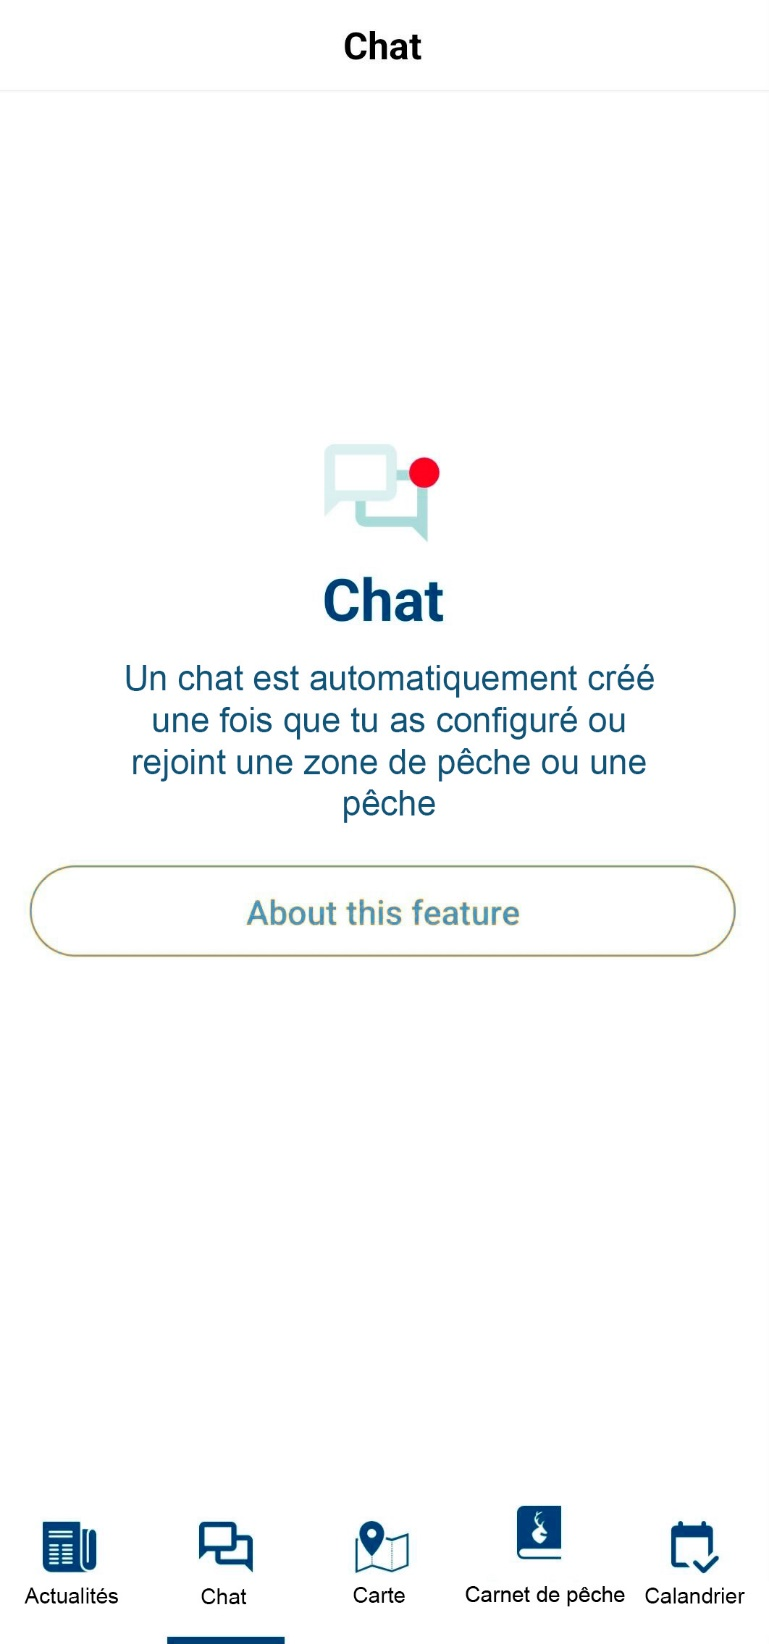 Chat
Chat
Un chat est automatiquement créé
une fois que tu as configuré ou
rejoint une zone de pêche ou une
pêche
About this feature
Actualités
Chat
Carte
Carnet de pêche
Calandrier